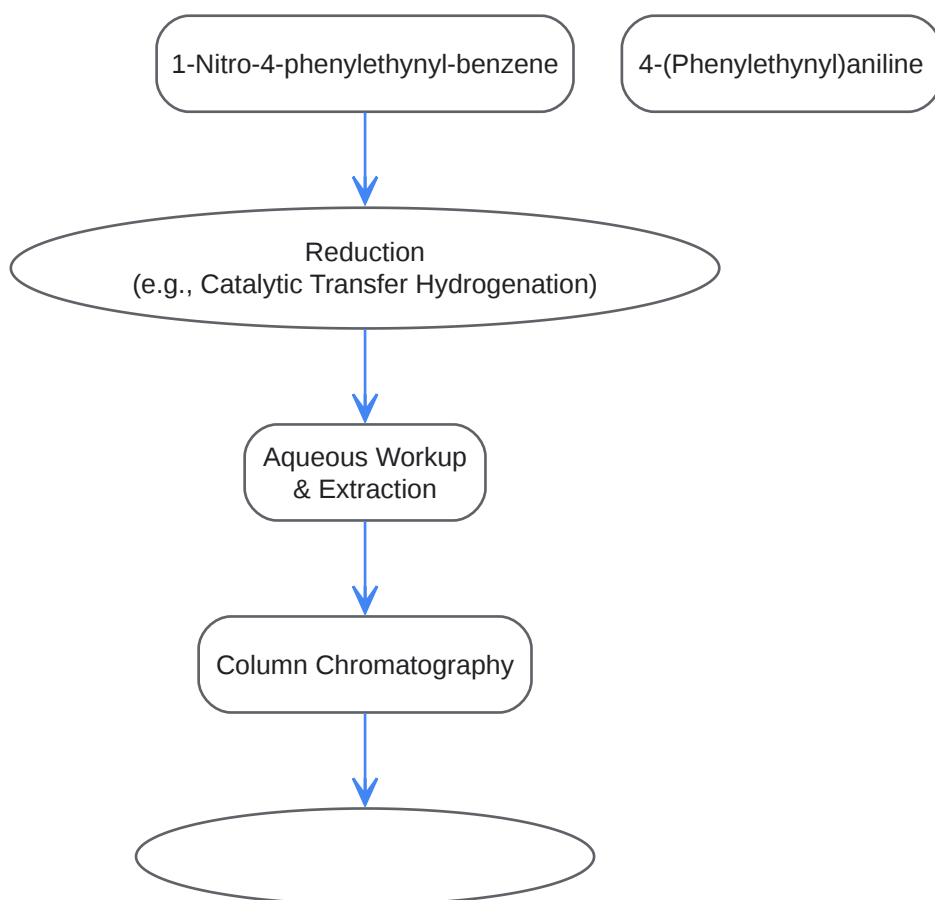 1-Nitro-4-phenylethynyl-benzene
4-(Phenylethynyl)aniline
Reduction
(e.g., Catalytic Transfer Hydrogenation)
Aqueous Workup
& Extraction
Column Chromatography